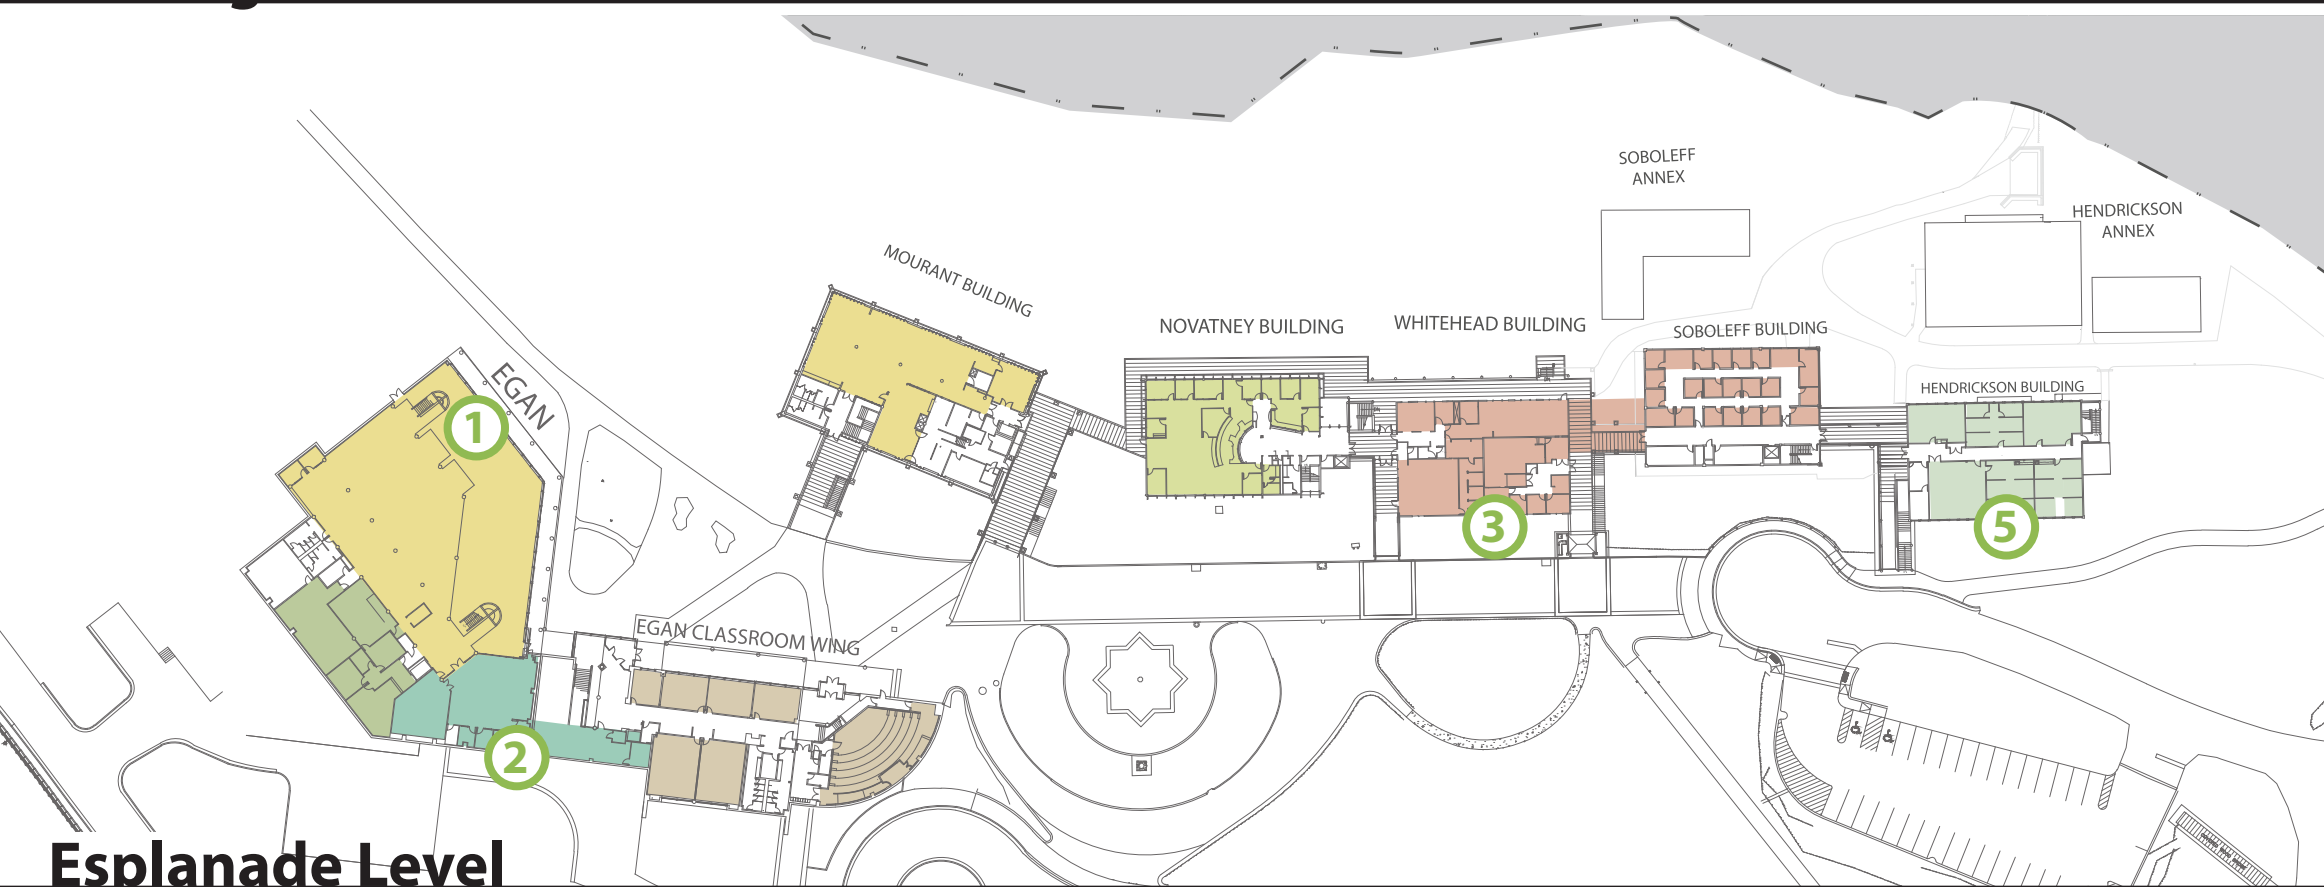 SOBOLEFF
ANNEX
HENDRICKSON
ANNEX
MOURANT BUILDING
NOVATNEY BUILDING
WHITEHEAD BUILDING
SOBOLEFF BUILDING
EGAN
HENDRICKSON BUILDING
1
3
5
EGAN CLASSROOM WING
2
Esplanade Level